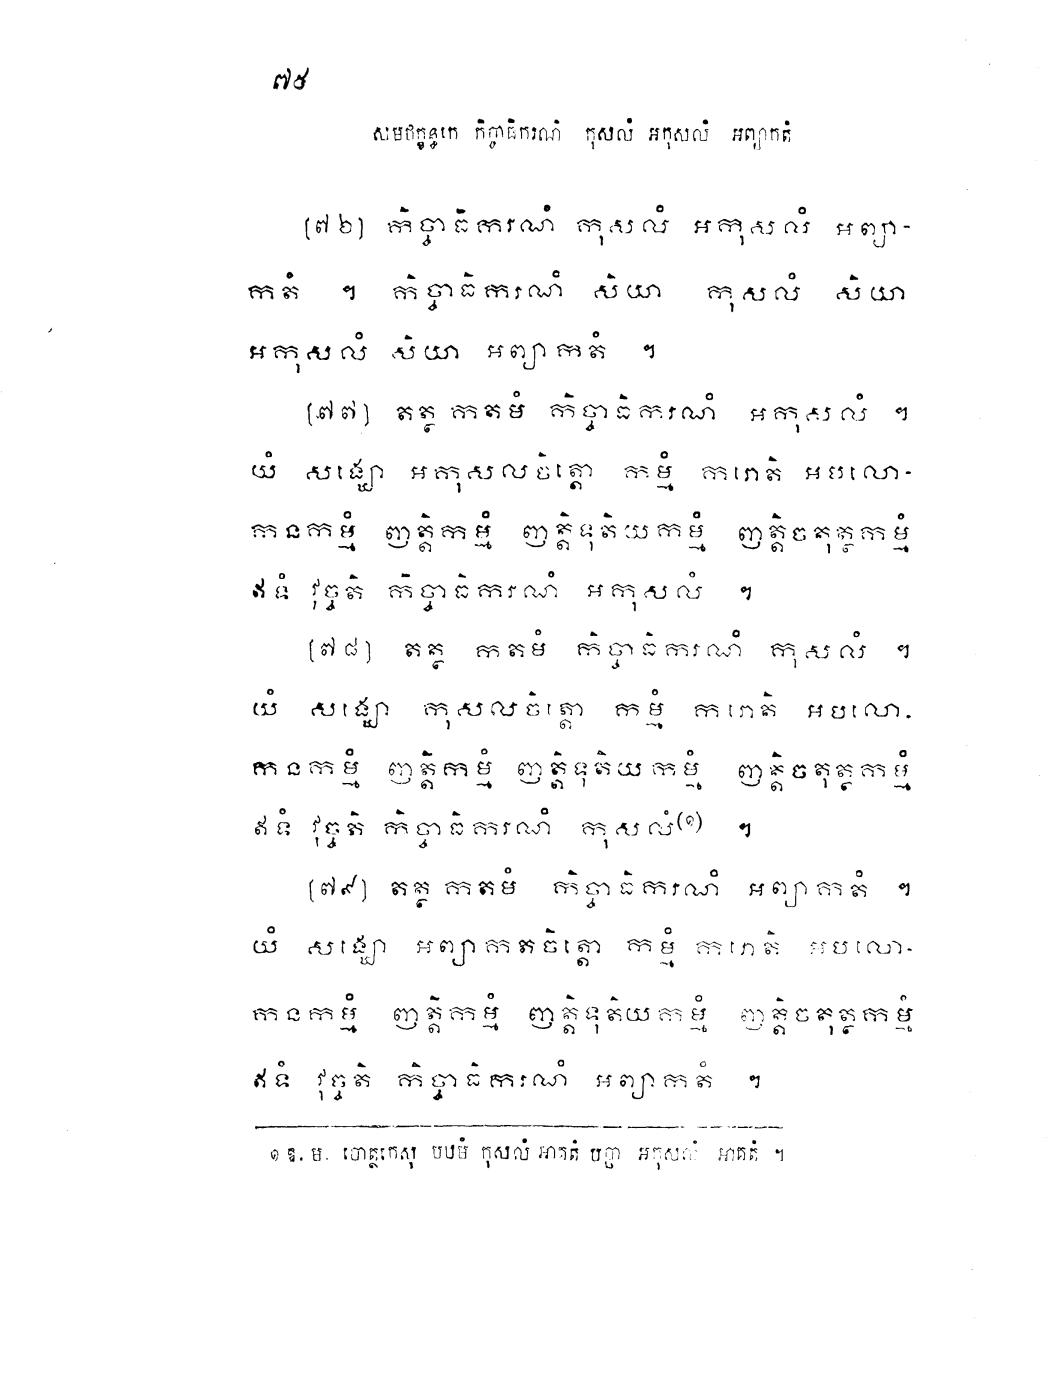 ៧៥
សមថក្ខន្ធកេ កិច្ចាធិករណំ កុសលំ អកុសលំ អព្យាកតំ
(៧៦) កិច្ចាធិករណំ កុសលំ អកុសលំ អព្យា-
កតំ ។ កិច្ចាធិករណំ សិយា កុសលំ សិយា
អកុសលំ សិយា អព្យាកតំ ។
(៧៧) តត្ថ កតមំ កិច្ចាធិករណំ អកុសលំ ។
យំ សង្ឃោ អកុសលចិត្តោ កម្មំ ករោតិ អបលោ-
កនកម្មំ ញត្តិកម្មំ ញត្តិទុតិយកម្មំ ញត្តិចតុត្ថកម្មំ
ឥទំ វុច្ចតិ កិច្ចាធិករណំ អកុសលំ ។
(៧៨) តត្ថ កតមំ កិច្ចាធិករណំ កុសលំ ។
យំ សង្ឃោ កុសលចិត្តោ កម្មំ ករោតិ អបលោ-
កនកម្មំ ញត្តិកម្មំ ញត្តិទុតិយកម្មំ ញត្តិចតុត្ថកម្មំ
ឥទំ វុច្ចតិ កិច្ចាធិករណំ កុសលំ(១) ។
(៧៩) តត្ថ កតមំ កិច្ចាធិករណំ អព្យាកតំ ។
យំ សង្ឃោ អព្យាកតចិត្តោ កម្មំ ករោតិ អបលោ-
កនកម្មំ ញត្តិកម្មំ ញត្តិទុតិយកម្មំ ញត្តិចតុត្ថកម្មំ
ឥទំ វុច្ចតិ កិច្ចាធិករណំ អព្យាកតំ ។
១ ឱ. ម. បោត្ថកេសុ បឋមំ កុសលំ អាគតំ បច្ឆា អកុសលំ អាគតំ ។